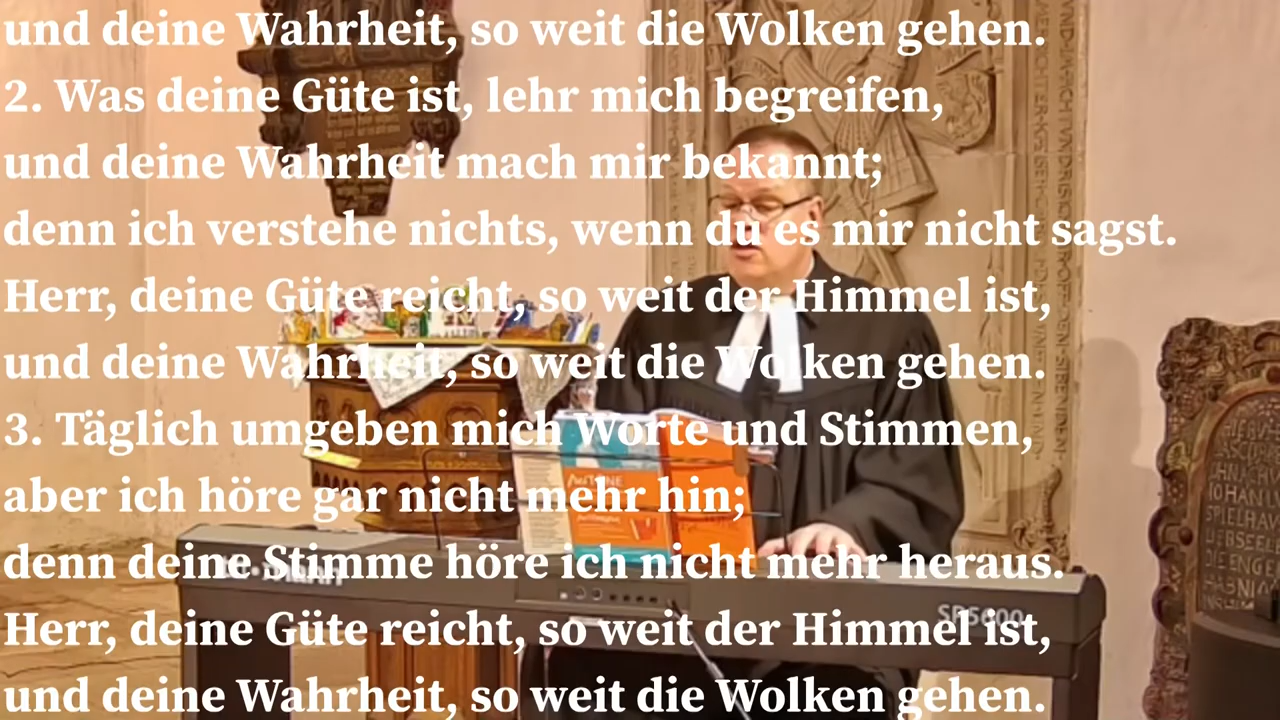 und deine Wahrheit, so weit die Wolken gehen.
2. Was deine Güte ist, lehr mich begreifen,
und deine Wahrheit mach mir bekannt;
denn ich verstehe nichts, wenn du es mir nicht sagst.
Herr, deine Güte reicht, so weit der Himmel ist,
und deine Wahrheit, so weit die Wolken gehen.
3. Täglich umgeben mich Worte und Stimmen,
aber ich höre gar nicht mehr hin;
denn deine Stimme höre ich nicht mehr heraus.
Herr, deine Güte reicht, so weit der Himmel ist,
und deine Wahrheit, so weit die Wolken gehen.
SP5600